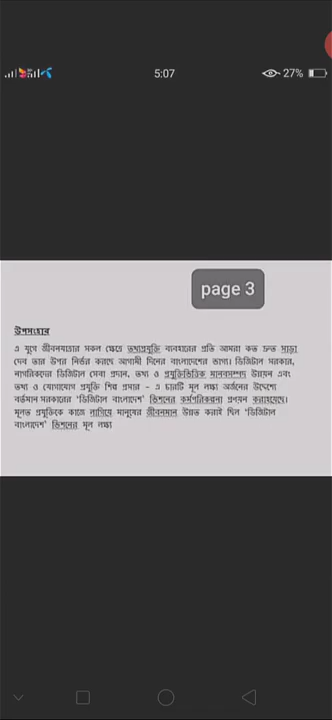 5:07
27%
page 3
উপসংহার
এ যুগে জীবনযাত্রার সকল ক্ষেত্রে তথ্যপ্রযুক্তি ব্যবহারের প্রতি আমরা কত দ্রুত সাড়া
দেব তার উপর নির্ভর করছে আগামী দিনের বাংলাদেশের ভাগ্য। ডিজিটাল সরকার,
নাগরিকদের ডিজিটাল সেবা প্রদান, তথ্য ও প্রযুক্তিভিত্তিক মানবসম্পদ উন্নয়ন এবং
তথ্য ও যোগাযোগ প্রযুক্তি শিল্প প্রসার – এ চারটি মূল লক্ষ্য অর্জনের উদ্দেশ্যে
বর্তমান সরকারের ‘ডিজিটাল বাংলাদেশ’ ভিশনের কর্মপরিকল্পনা প্রণয়ন করাহয়েছে।
মূলত প্রযুক্তিকে কাজে লাগিয়ে মানুষের জীবনমান উন্নত করাই ছিল ‘ডিজিটাল
বাংলাদেশ’ ভিশনের মূল লক্ষ্য